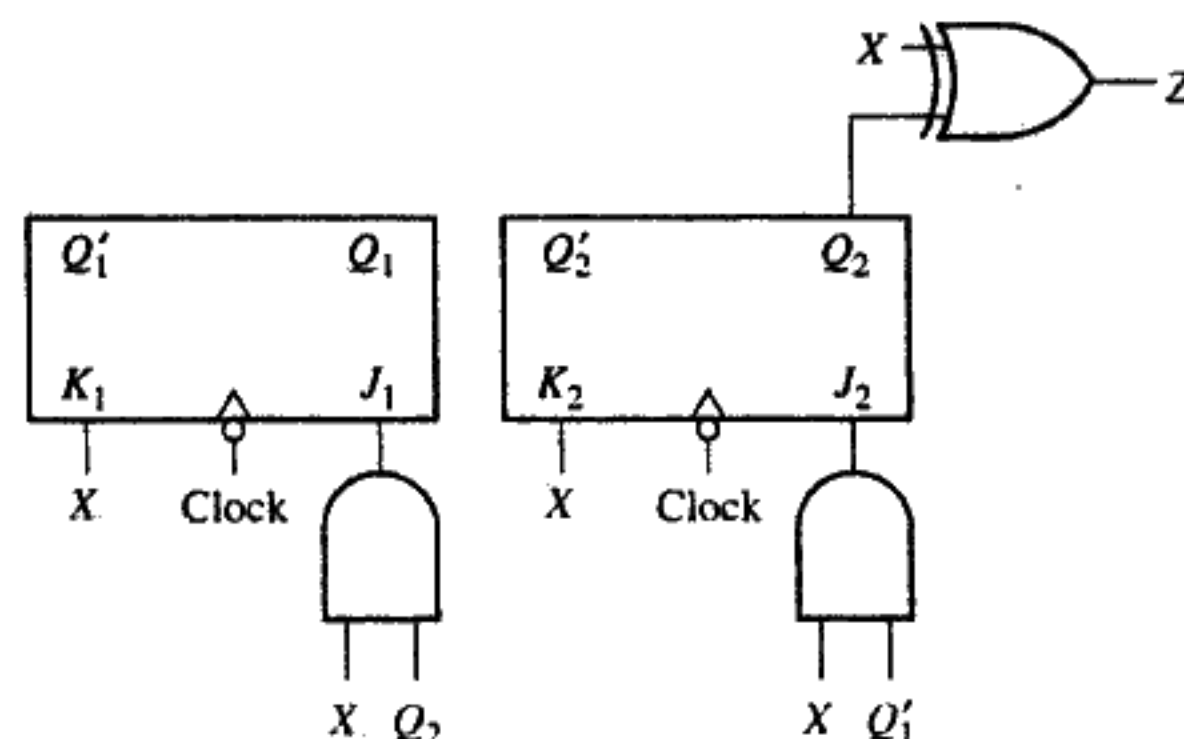 X
Z
Q₁′ Q₁
Q₂′ Q₂
K₁ J₁
K₂ J₂
X Clock
X Clock
X Q₂
X Q₁′